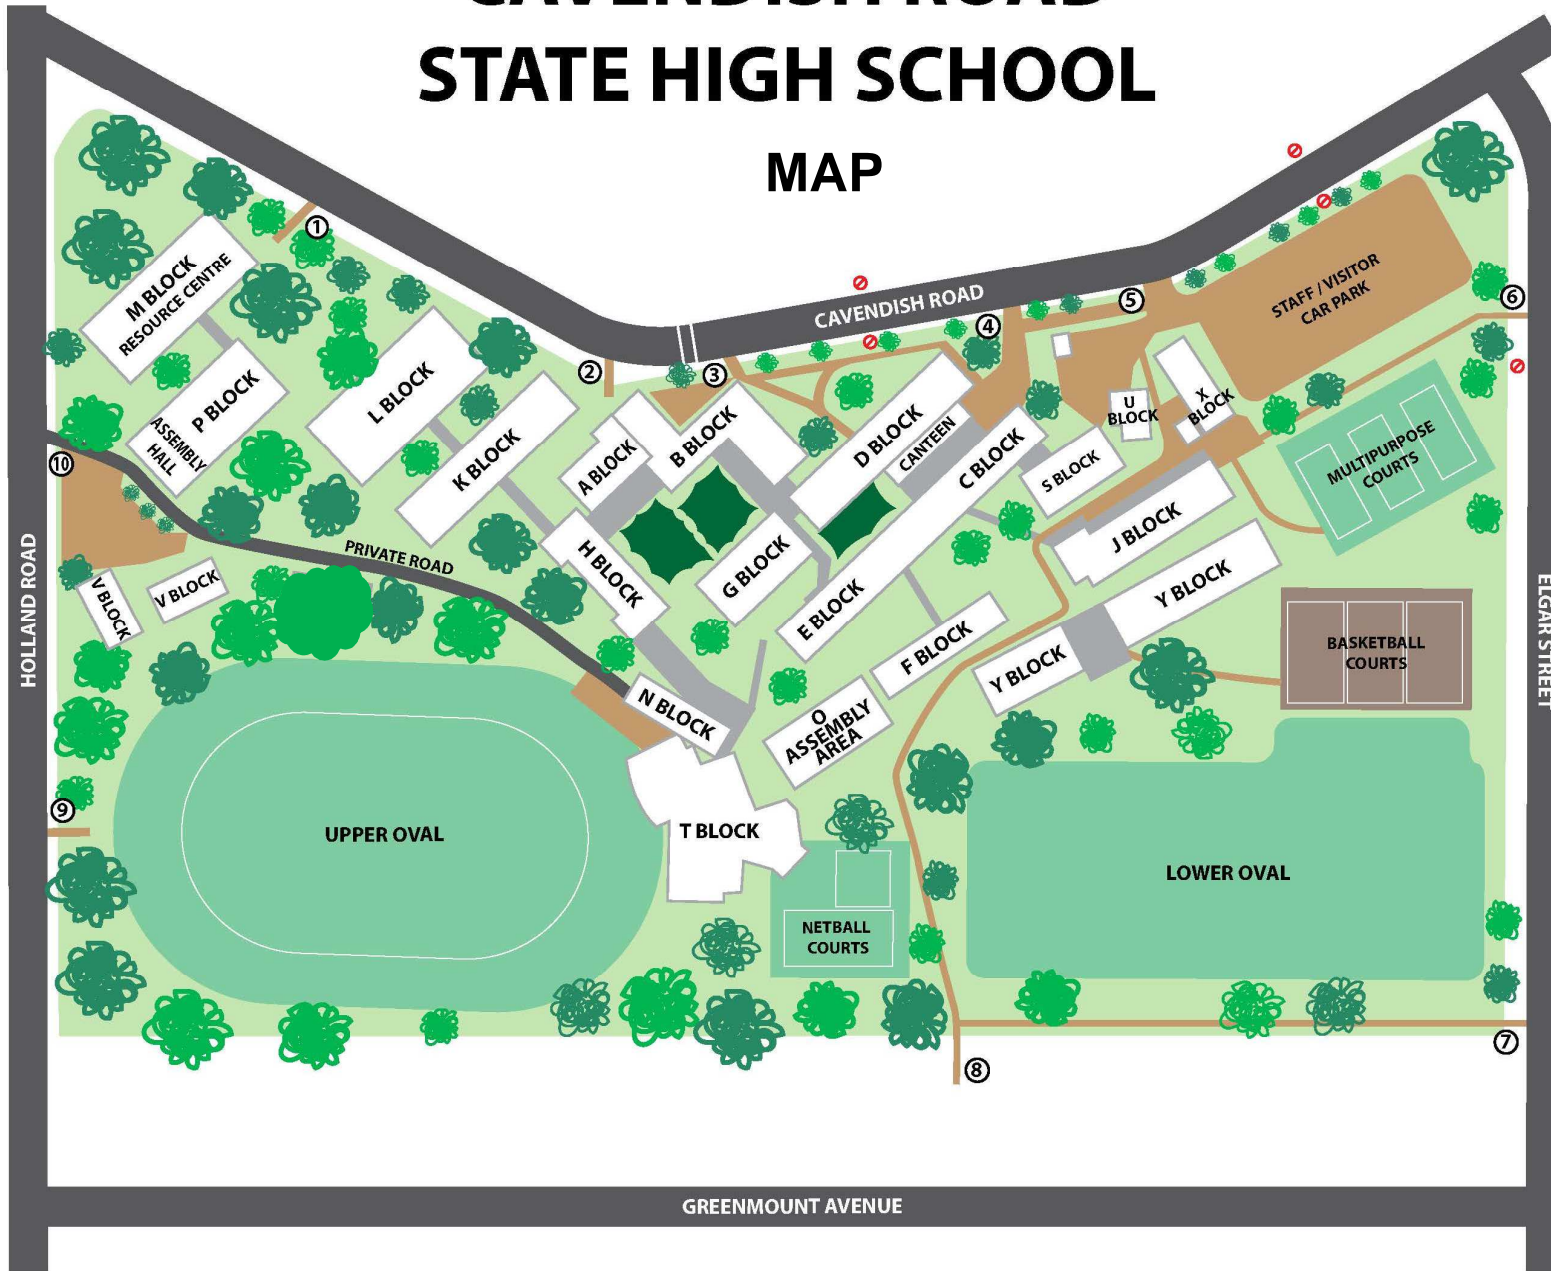 CAVENDISH ROAD
STATE HIGH SCHOOL
MAP
1
M BLOCK
RESOURCE CENTRE
P BLOCK
ASSEMBLY
HALL
L BLOCK
K BLOCK
2
3
CAVENDISH ROAD
4
5
STAFF / VISITOR
CAR PARK
6
A BLOCK
B BLOCK
D BLOCK
CANTEEN
C BLOCK
S BLOCK
U
BLOCK
X
BLOCK
MULTIPURPOSE
COURTS
10
HOLLAND ROAD
PRIVATE ROAD
V BLOCK
V BLOCK
H BLOCK
G BLOCK
E BLOCK
F BLOCK
J BLOCK
Y BLOCK
Y BLOCK
BASKETBALL
COURTS
ELGAR STREET
N BLOCK
O
ASSEMBLY
AREA
9
UPPER OVAL
T BLOCK
LOWER OVAL
NETBALL
COURTS
7
8
GREENMOUNT AVENUE